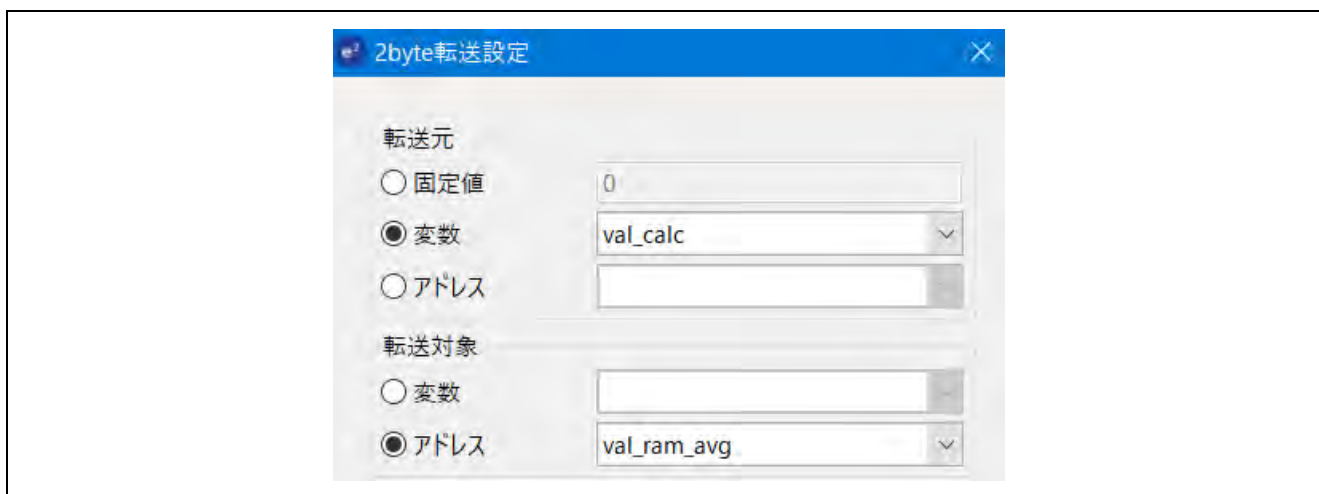 e² 2byte転送設定
転送元
固定値 0
変数 val_calc
アドレス
転送対象
変数
アドレス val_ram_avg